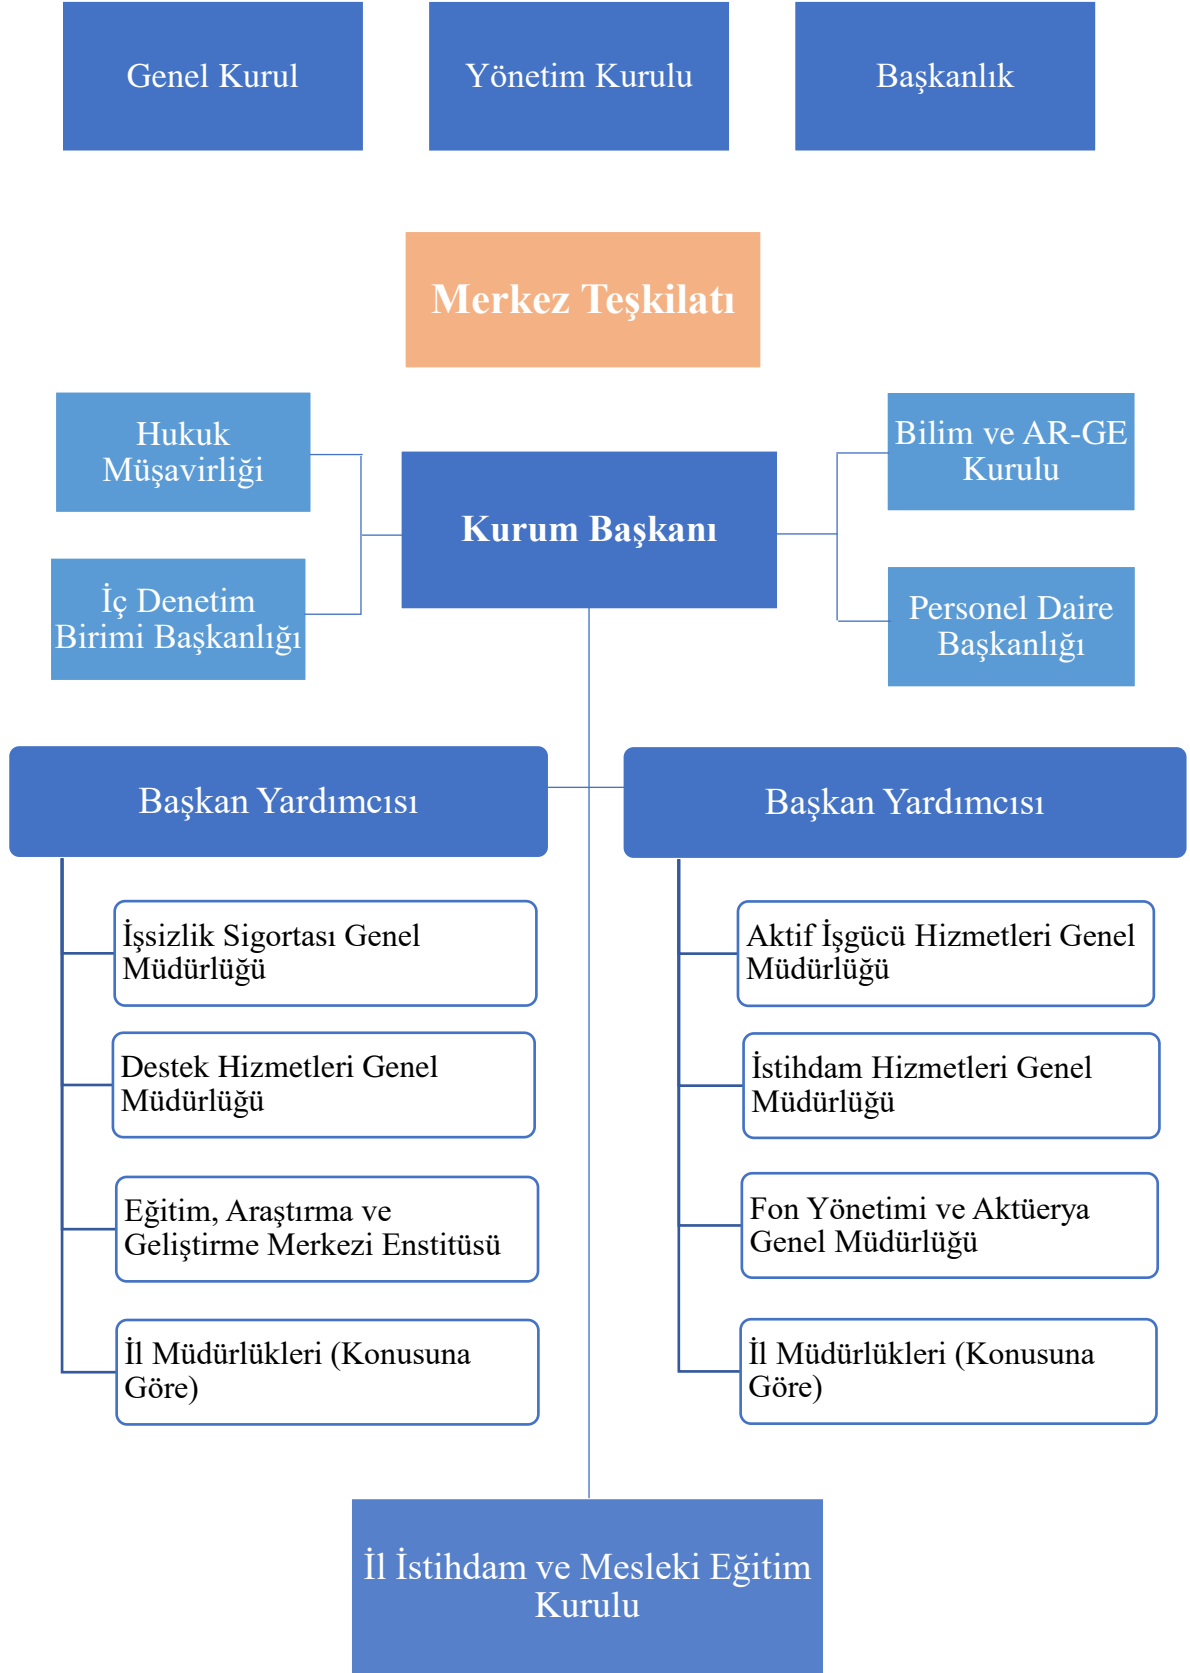 Genel Kurul
Yönetim Kurulu
Başkanlık
Merkez Teşkilatı
Hukuk
Müşavirliği
Bilim ve AR-GE
Kurulu
Kurum Başkanı
İç Denetim
Birimi Başkanlığı
Personel Daire
Başkanlığı
Başkan Yardımcısı
İşsizlik Sigortası Genel
Müdürlüğü
Destek Hizmetleri Genel
Müdürlüğü
Eğitim, Araştırma ve
Geliştirme Merkezi Enstitüsü
İl Müdürlükleri (Konusuna
Göre)
Başkan Yardımcısı
Aktif İşgücü Hizmetleri Genel
Müdürlüğü
İstihdam Hizmetleri Genel
Müdürlüğü
Fon Yönetimi ve Aktüerya
Genel Müdürlüğü
İl Müdürlükleri (Konusuna
Göre)
İl İstihdam ve Mesleki Eğitim
Kurulu